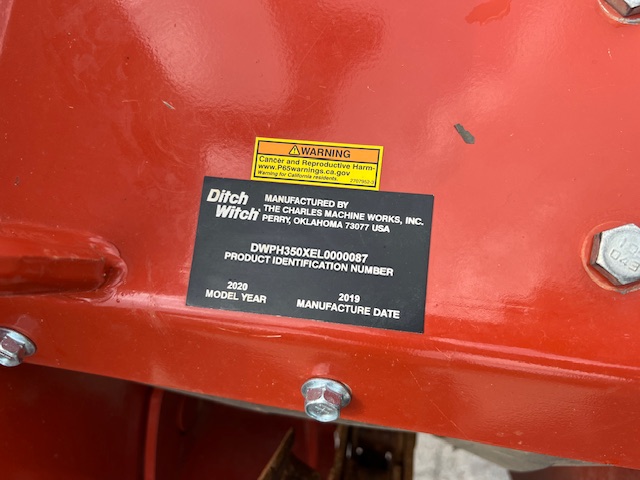 WARNING
Cancer and Reproductive Harm-
www.P65warnings.ca.gov
Warning for California residents.
Ditch
Witch®
MANUFACTURED BY
THE CHARLES MACHINE WORKS, INC.
PERRY, OKLAHOMA 73077 USA
DWPH350XEL0000087
PRODUCT IDENTIFICATION NUMBER
2020
MODEL YEAR
2019
MANUFACTURE DATE